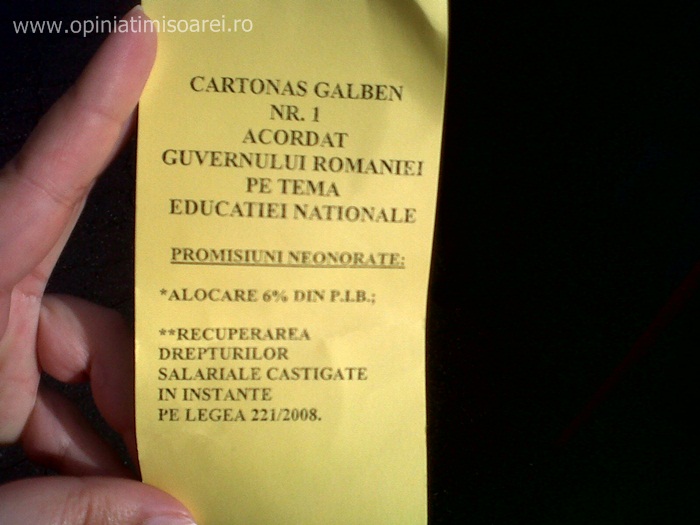 www.opiniatimisoarei.ro
CARTONAS GALBEN
NR. 1
ACORDAT
GUVERNULUI ROMANIEI
PE TEMA
EDUCATIEI NATIONALE
PROMISIUNI NEONORATE:
*ALOCARE 6% DIN P.I.B.;
**RECUPERAREA
DREPTURILOR
SALARIALE CASTIGATE
IN INSTANTE
PE LEGEA 221/2008.